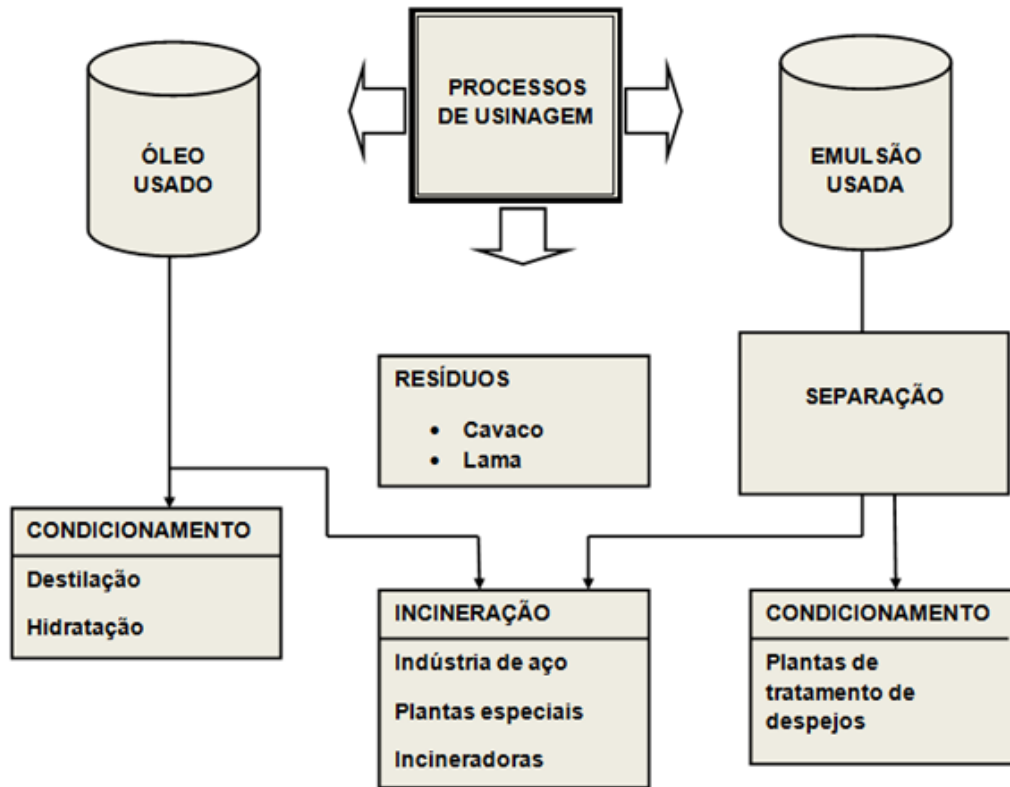 PROCESSOS
DE USINAGEM
ÓLEO
USADO
EMULSÃO
USADA
RESÍDUOS
• Cavaco
• Lama
SEPARAÇÃO
CONDICIONAMENTO
Destilação
Hidratação
INCINERAÇÃO
Indústria de aço
Plantas especiais
Incineradoras
CONDICIONAMENTO
Plantas de
tratamento de
despejos